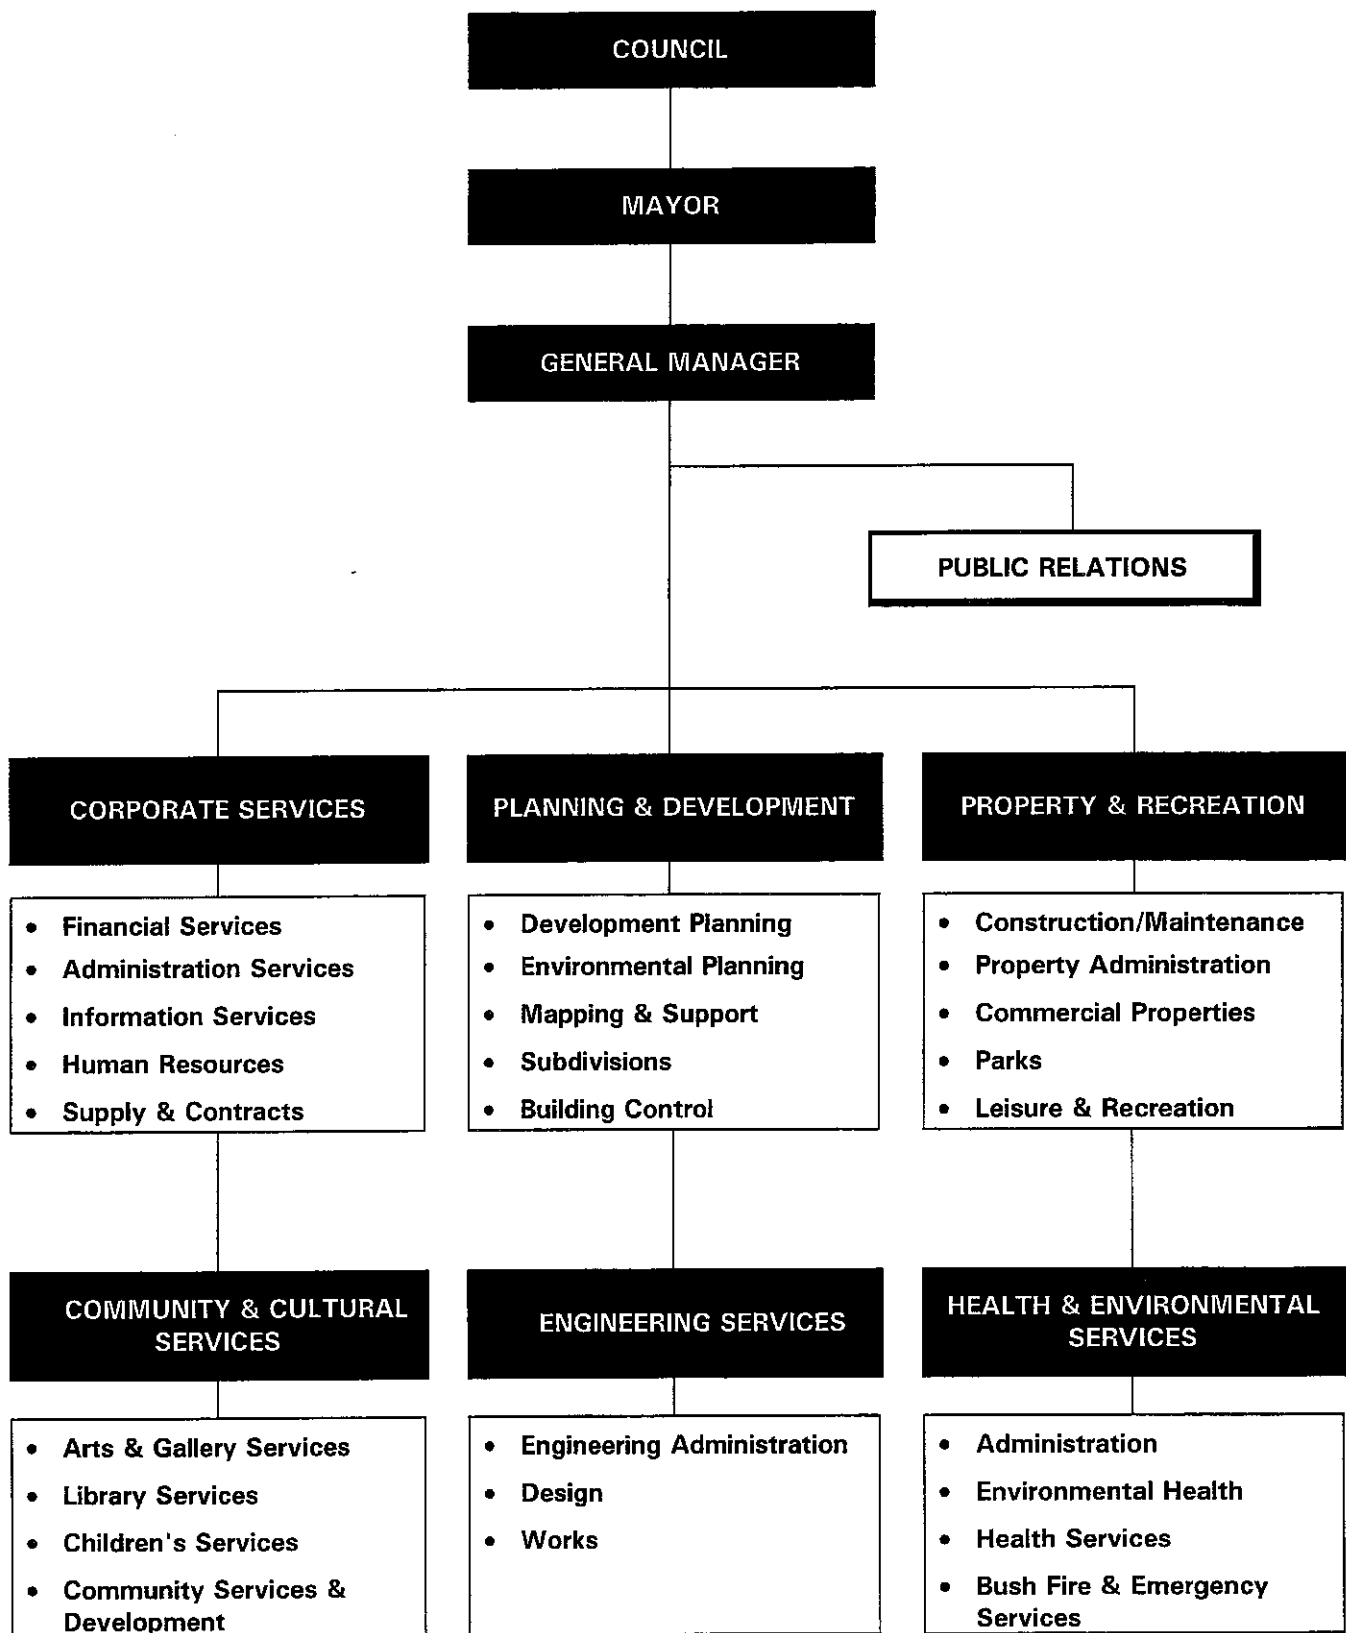 COUNCIL
MAYOR
GENERAL MANAGER
PUBLIC RELATIONS
CORPORATE SERVICES
• Financial Services
• Administration Services
• Information Services
• Human Resources
• Supply & Contracts
PLANNING & DEVELOPMENT
• Development Planning
• Environmental Planning
• Mapping & Support
• Subdivisions
• Building Control
PROPERTY & RECREATION
• Construction/Maintenance
• Property Administration
• Commercial Properties
• Parks
• Leisure & Recreation
COMMUNITY & CULTURAL
SERVICES
• Arts & Gallery Services
• Library Services
• Children's Services
• Community Services &
Development
ENGINEERING SERVICES
• Engineering Administration
• Design
• Works
HEALTH & ENVIRONMENTAL
SERVICES
• Administration
• Environmental Health
• Health Services
• Bush Fire & Emergency
Services